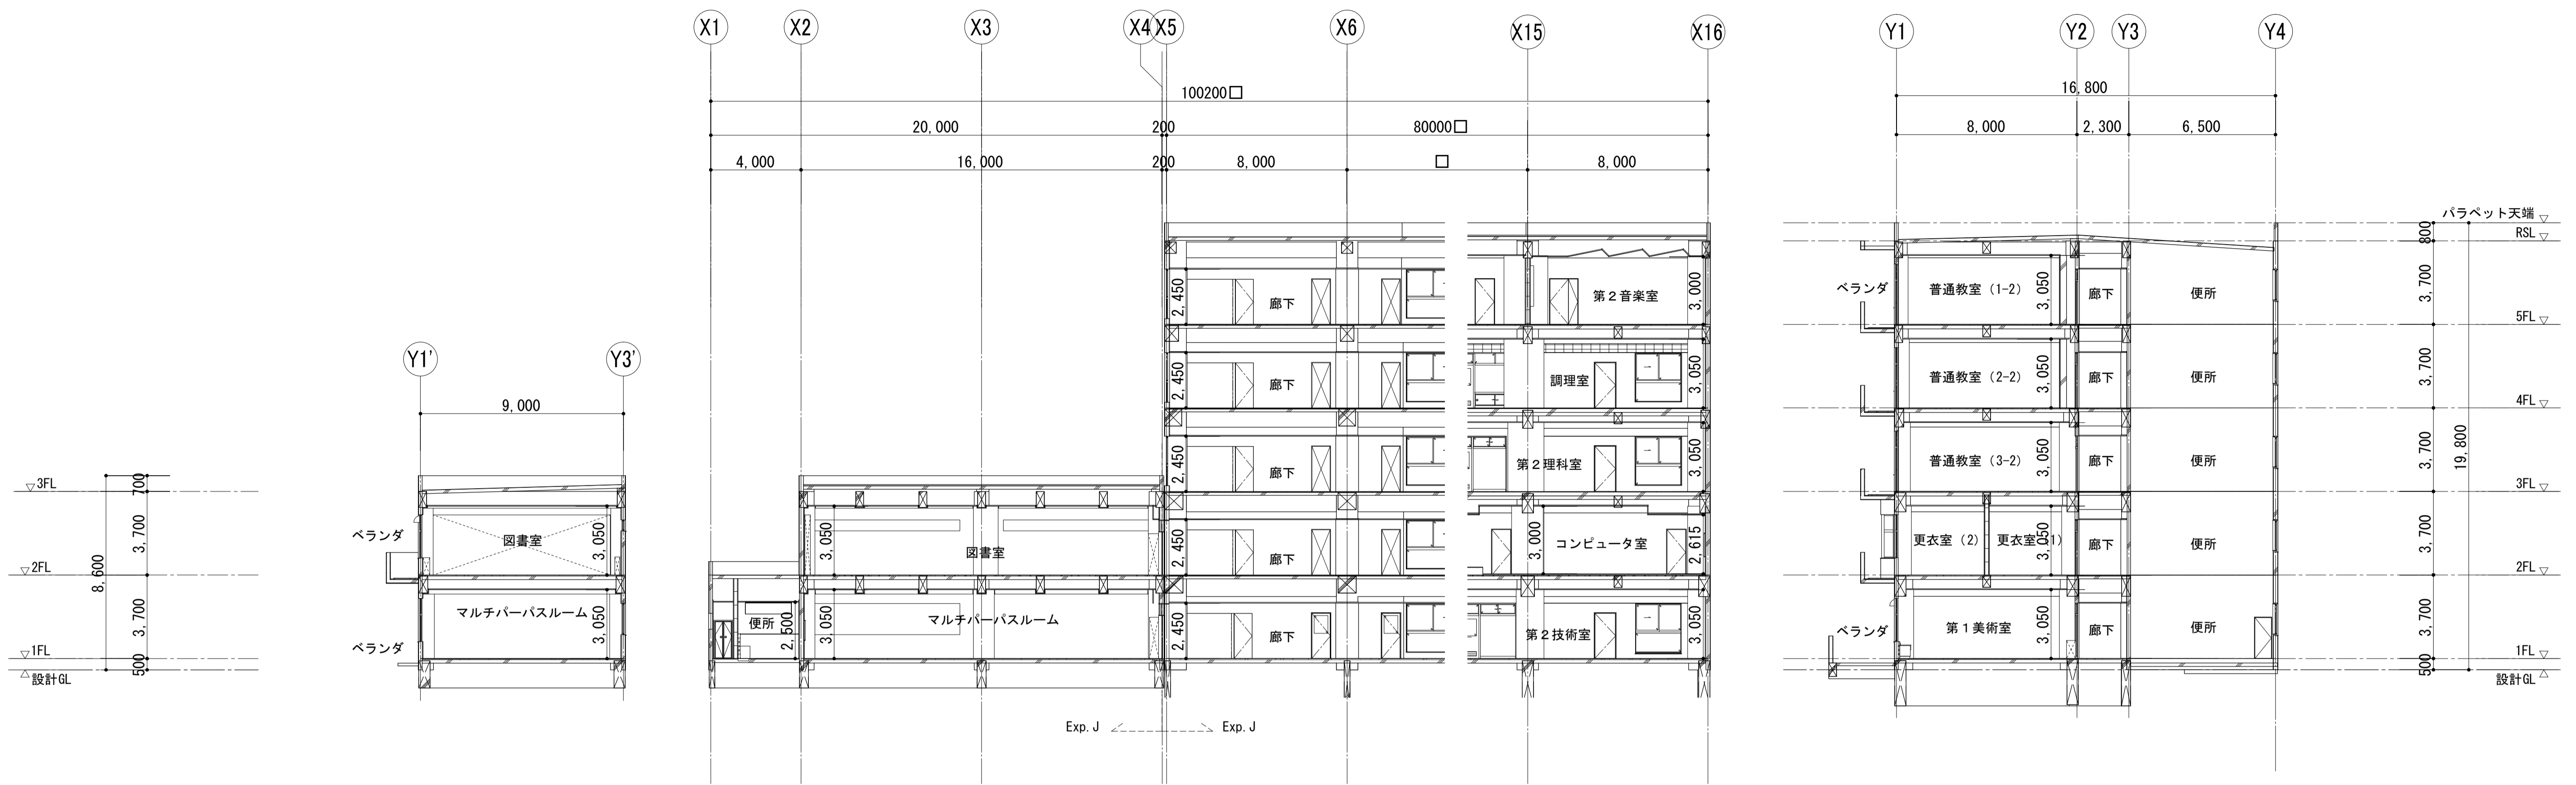 X1 X2 X3 X4 X5 X6 X15 X16 Y1 Y2 Y3 Y4
100200□
16,800
20,000 200 80000□
8,000 2,300 6,500
4,000 16,000 200 8,000 □ 8,000
Y1' Y3'
9,000
3FL
2FL
1FL
設計GL
700
3,700
3,700
500
8,600
ベランダ
図書室
3,050
マルチパーパスルーム
3,050
ベランダ
3,050
図書室
便所
2,500
3,050
マルチパーパスルーム
2,450
廊下
2,450
廊下
2,450
廊下
2,450
廊下
2,450
廊下
第2音楽室
3,000
調理室
3,050
第2理科室
3,050
3,000
コンピュータ室
2,615
第2技術室
3,050
Exp.J Exp.J
ベランダ
普通教室(1-2)
3,050
廊下
便所
普通教室(2-2)
3,050
廊下
便所
普通教室(3-2)
3,050
廊下
便所
更衣室(2)
更衣室(1)
3,050
廊下
便所
ベランダ
第1美術室
3,050
廊下
便所
パラペット天端
RSL
5FL
4FL
3FL
2FL
1FL
設計GL
800
3,700
3,700
3,700
3,700
3,700
500
19,800